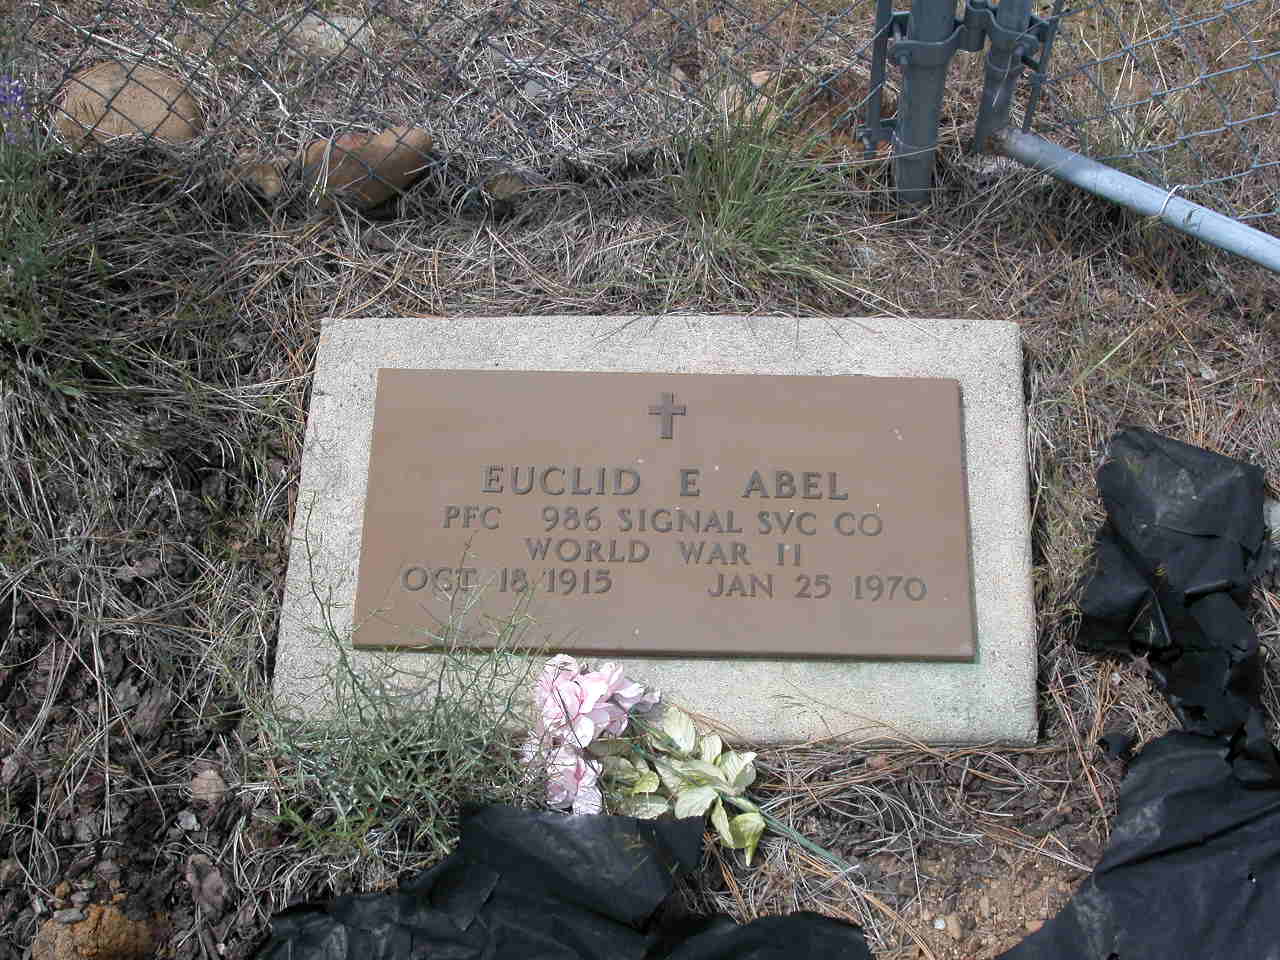 EUCLID E ABEL
PFC 986 SIGNAL SVC CO
WORLD WAR II
OCT 18 1915 JAN 25 1970